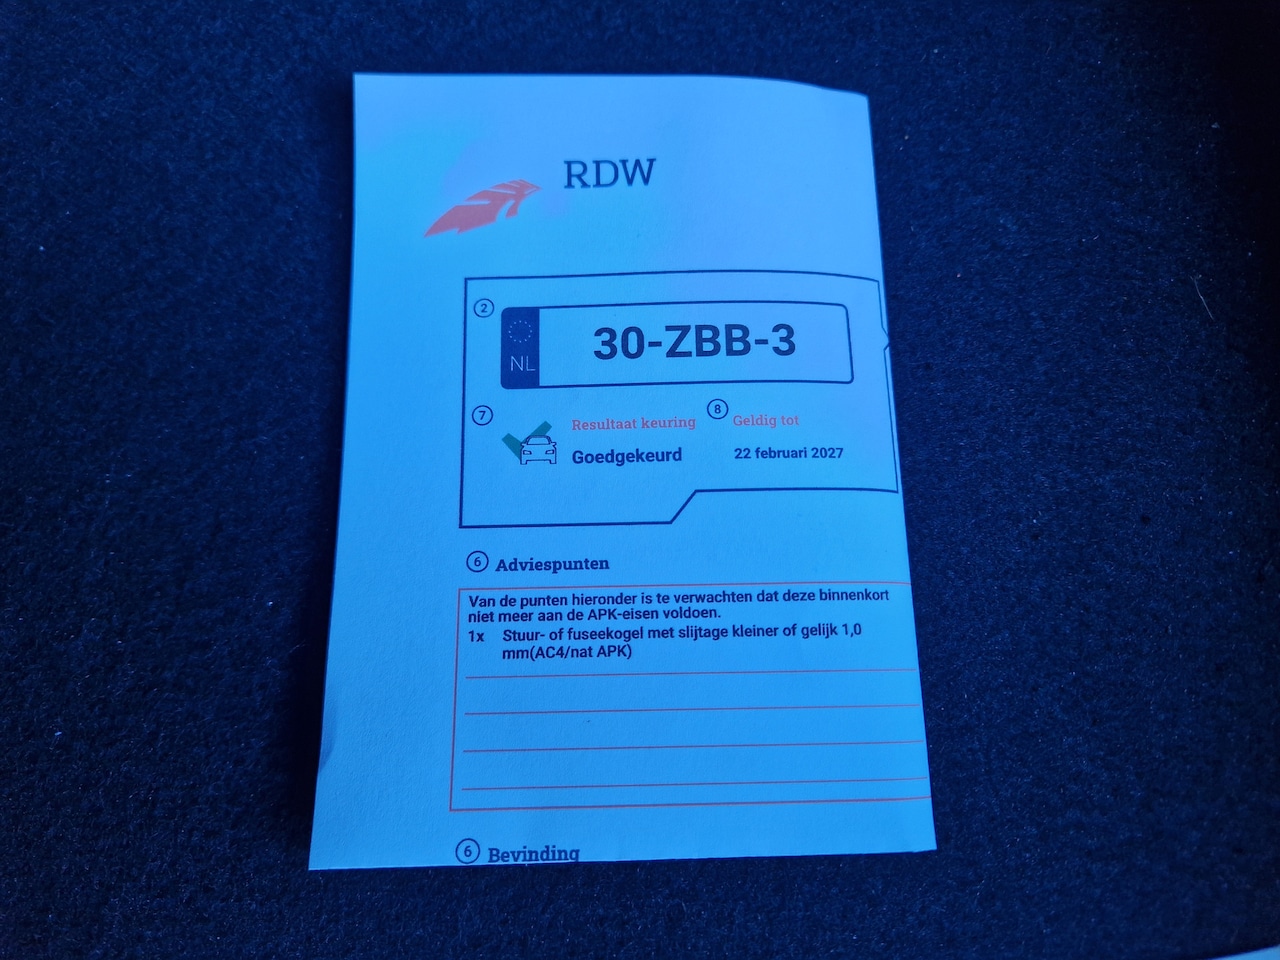 RDW
2
NL
30-ZBB-3
7
Resultaat keuring
Goedgekeurd
8
Geldig tot
22 februari 2027
6 Adviespunten
Van de punten hieronder is te verwachten dat deze binnenkort
niet meer aan de APK-eisen voldoen.
1x Stuur- of fuseekogel met slijtage kleiner of gelijk 1,0
mm(AC4/nat APK)
6 Bevinding